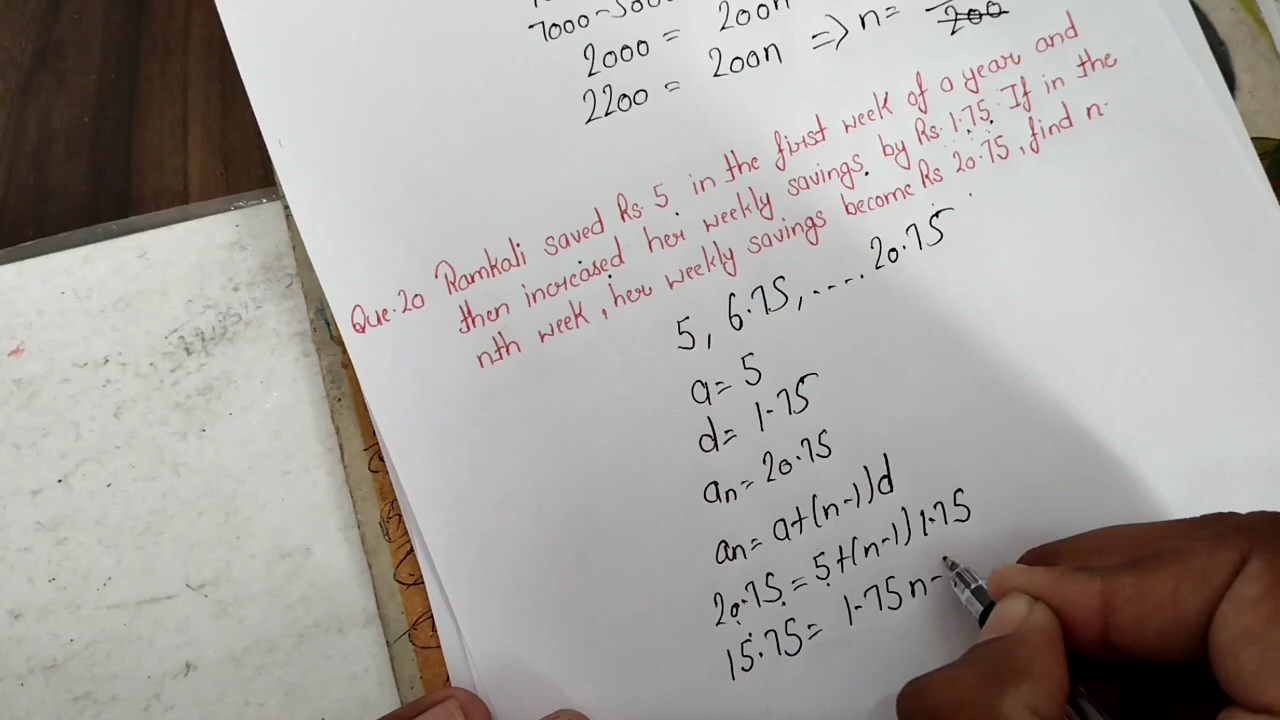 2000 = 200n
2200 = 200n => n = 200
Que.20 Ramkali saved Rs. 5 in the first week of a year and
then increased her weekly savings by Rs. 1.75. If in the
nth week, her weekly savings become Rs 20.75, find n.
5, 6.75, .... 20.75
a = 5
d = 1.75
an = 20.75
an = a+(n-1)d
20.75 = 5+(n-1)1.75
15.75 = 1.75n-